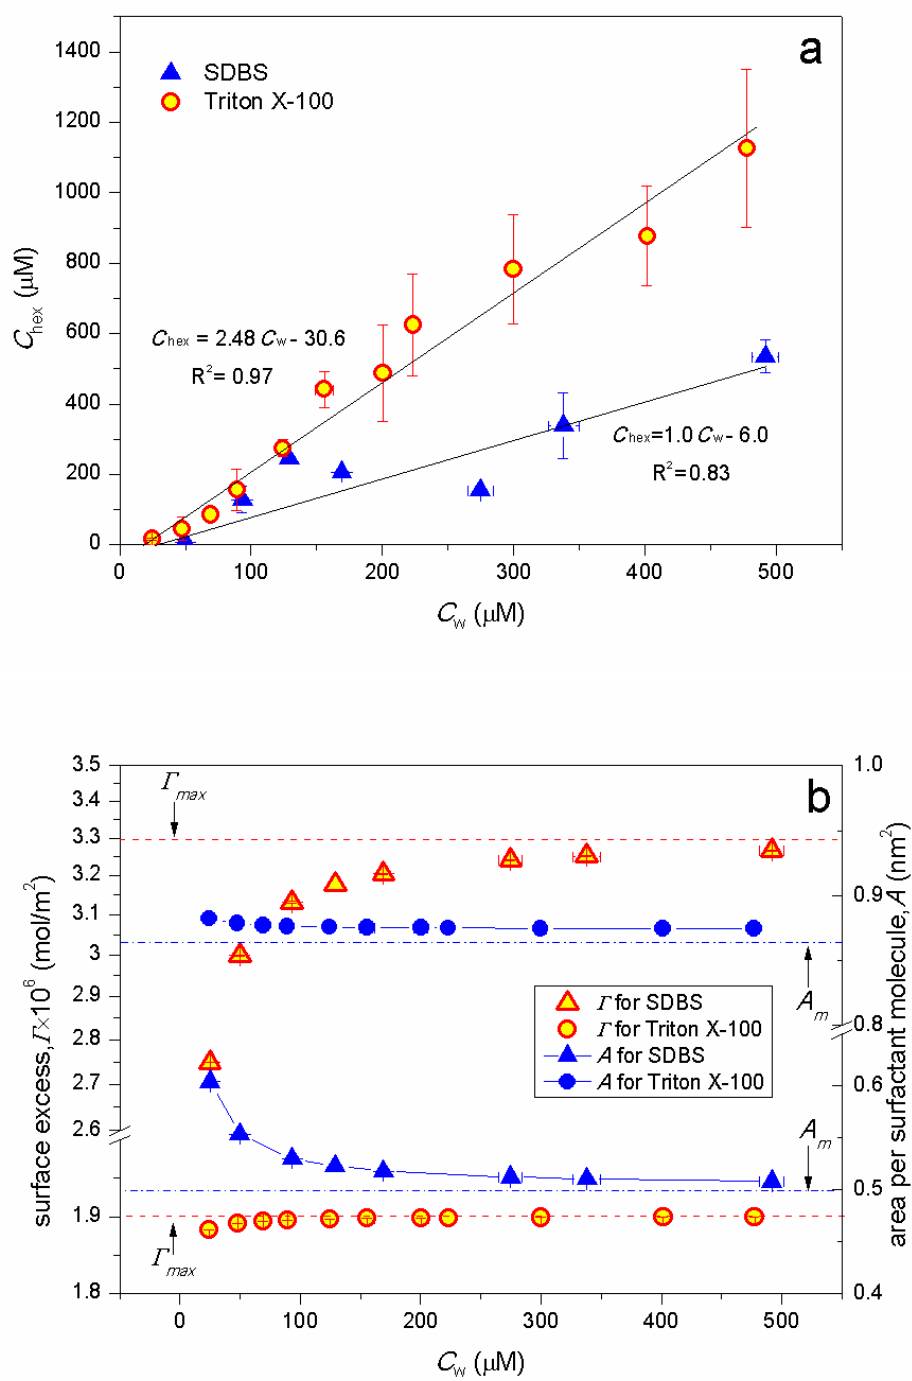 a
SDBS
Triton X-100
1400
1200
1000
800
600
400
200
0
C_hex (μM)
C_hex = 2.48 C_w - 30.6
R² = 0.97
C_hex=1.0 C_w - 6.0
R²=0.83
0 100 200 300 400 500
C_w (μM)
b
Γ_max
3.5
3.4
3.3
3.2
3.1
3
2.9
2.8
2.7
2.6
1.9
1.8
surface excess, Γ×10⁶ (mol/m²)
1.0
0.9
0.8
0.6
0.5
0.4
area per surfactant molecule, A (nm²)
A_m
Γ for SDBS
Γ for Triton X-100
A for SDBS
A for Triton X-100
A_m
Γ_max
0 100 200 300 400 500
C_w (μM)